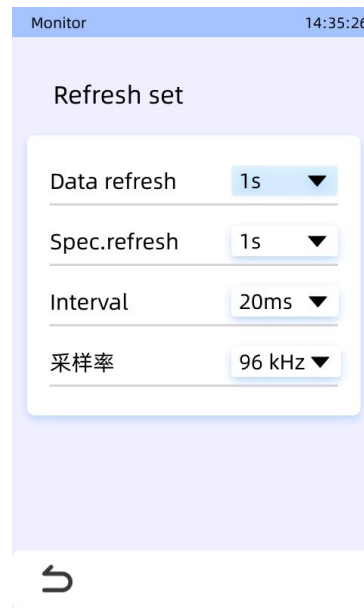 Monitor 14:35:26
Refresh set
Data refresh 1s
Spec.refresh 1s
Interval 20ms
采样率 96 kHz